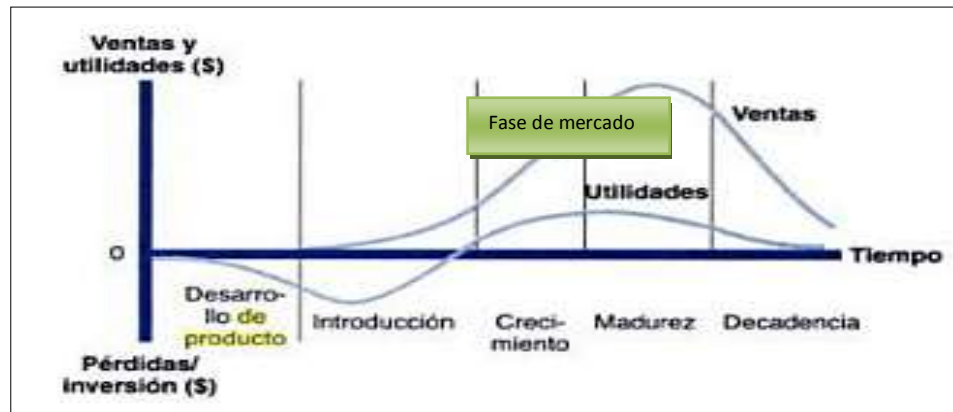 Ventas y
utilidades ($)
Fase de mercado
Ventas
Utilidades
0
Tiempo
Desarro-
llo de
producto
Introducción
Creci-
miento
Madurez
Decadencia
Pérdidas/
inversión ($)